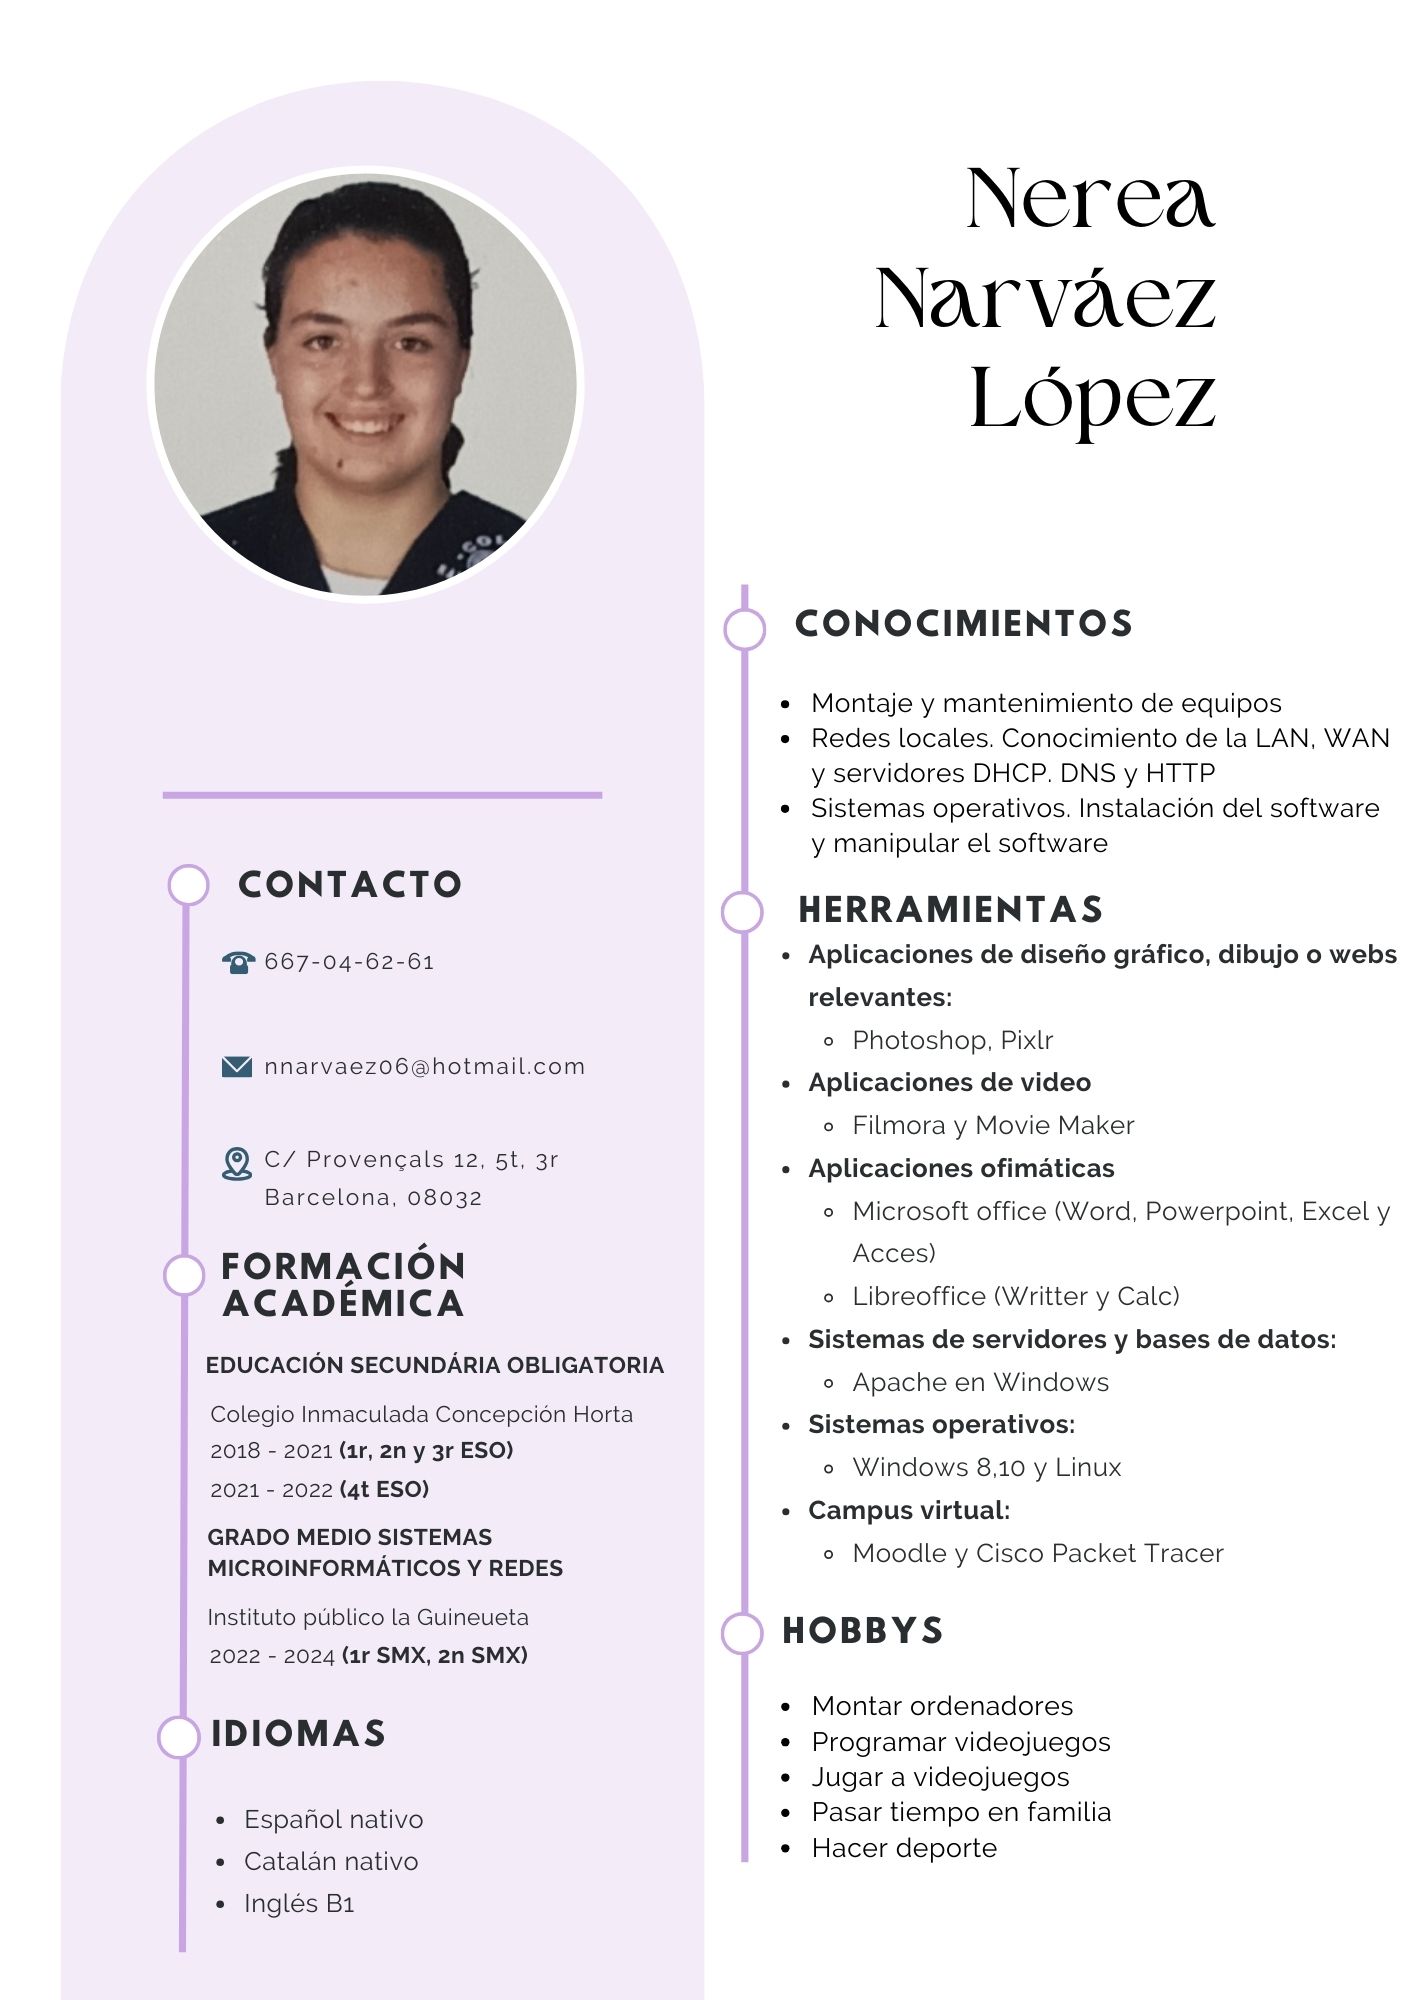 Nerea
Narváez
López
CONTACTO
667-04-62-61
nnarvaez06@hotmail.com
C/ Provençals 12, 5t, 3r
Barcelona, 08032
FORMACIÓN
ACADÉMICA
EDUCACIÓN SECUNDÁRIA OBLIGATORIA
Colegio Inmaculada Concepción Horta
2018 - 2021 (1r, 2n y 3r ESO)
2021 - 2022 (4t ESO)
GRADO MEDIO SISTEMAS
MICROINFORMÁTICOS Y REDES
Instituto público la Guineueta
2022 - 2024 (1r SMX, 2n SMX)
IDIOMAS
• Español nativo
• Catalán nativo
• Inglés B1
CONOCIMIENTOS
• Montaje y mantenimiento de equipos
• Redes locales. Conocimiento de la LAN, WAN
y servidores DHCP. DNS y HTTP
• Sistemas operativos. Instalación del software
y manipular el software
HERRAMIENTAS
• Aplicaciones de diseño gráfico, dibujo o webs
relevantes:
◦ Photoshop, Pixlr
• Aplicaciones de video
◦ Filmora y Movie Maker
• Aplicaciones ofimáticas
◦ Microsoft office (Word, Powerpoint, Excel y
Acces)
◦ Libreoffice (Writter y Calc)
• Sistemas de servidores y bases de datos:
◦ Apache en Windows
• Sistemas operativos:
◦ Windows 8,10 y Linux
• Campus virtual:
◦ Moodle y Cisco Packet Tracer
HOBBYS
• Montar ordenadores
• Programar videojuegos
• Jugar a videojuegos
• Pasar tiempo en familia
• Hacer deporte